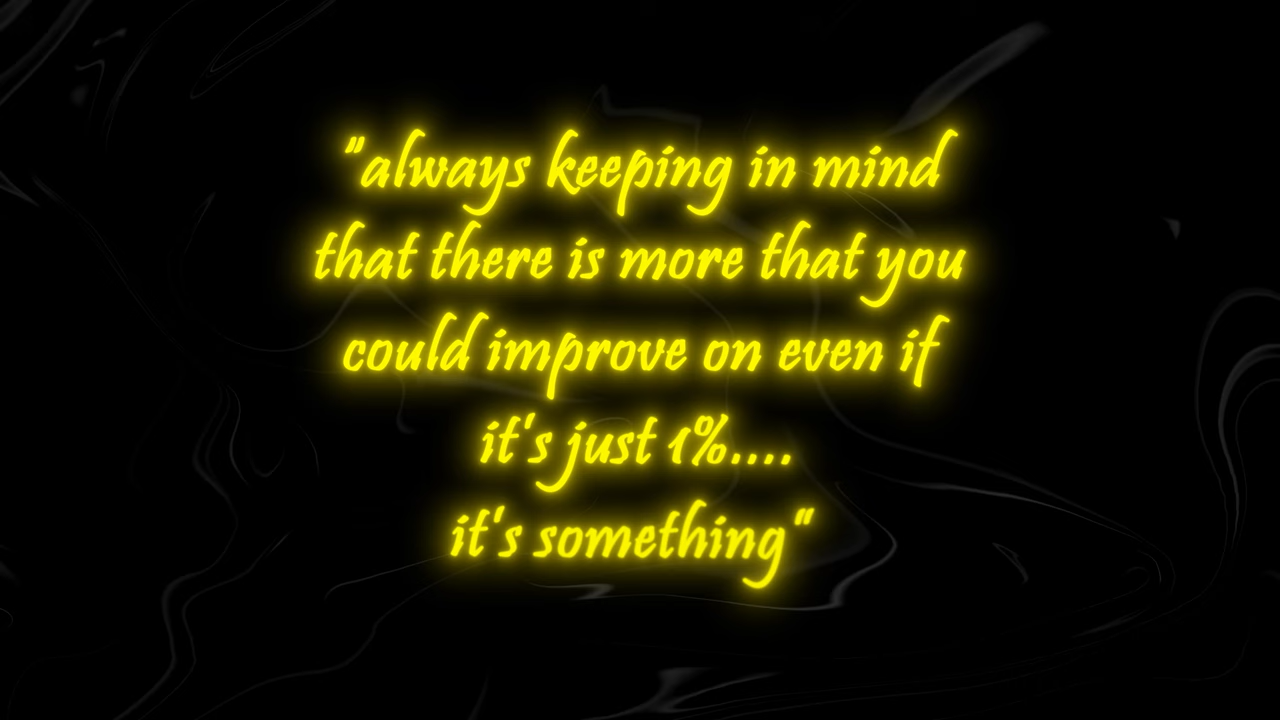 "always keeping in mind
that there is more that you
could improve on even if
it's just 1%....
it's something"